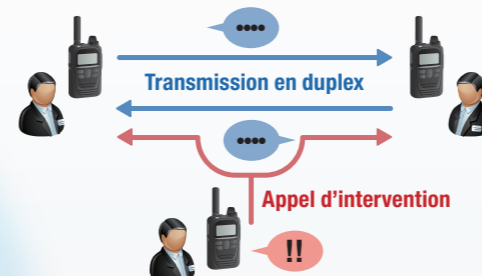 ••••
Transmission en duplex
••••
Appel d’intervention
!!